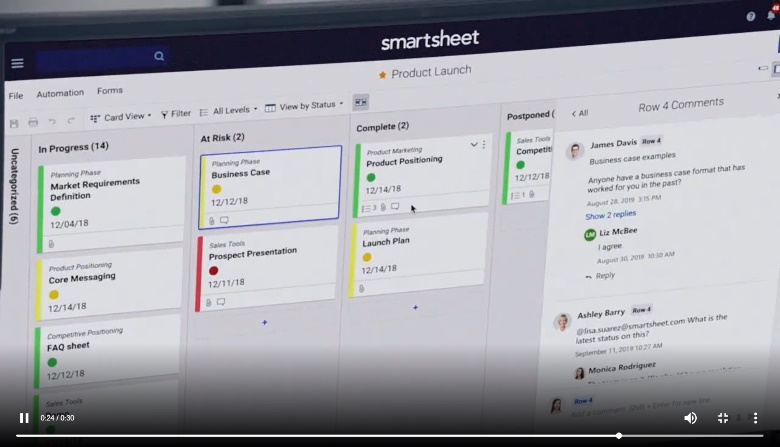 smartsheet
Product Launch
File
Automation
Forms
Card View
Filter
All Levels
View by Status
Uncategorized (6)
In Progress (14)
Planning Phase
Market Requirements
Definition
12/04/18
Product Positioning
Core Messaging
12/14/18
Competitive Positioning
FAQ sheet
12/12/18
Sales Tools
At Risk (2)
Planning Phase
Business Case
12/12/18
Sales Tools
Prospect Presentation
12/11/18
+
Complete (2)
Product Marketing
Product Positioning
12/14/18
3
Planning Phase
Launch Plan
12/14/18
+
Postponed (
Sales Tools
Competiti
12/12/18
1
< All
Row 4 Comments
James Davis Row 4
Business case examples
Anyone have a business case format that has
worked for you in the past?
August 28, 2019 3:15 PM
Show 2 replies
LM Liz McBee
I agree.
August 30, 2019 10:30 AM
Reply
Ashley Barry Row 4
@lisa.suarez@smartsheet.com What is the
latest status on this?
September 11, 2019 10:27 AM
Monica Rodriguez
Row 4
0:24 / 0:30